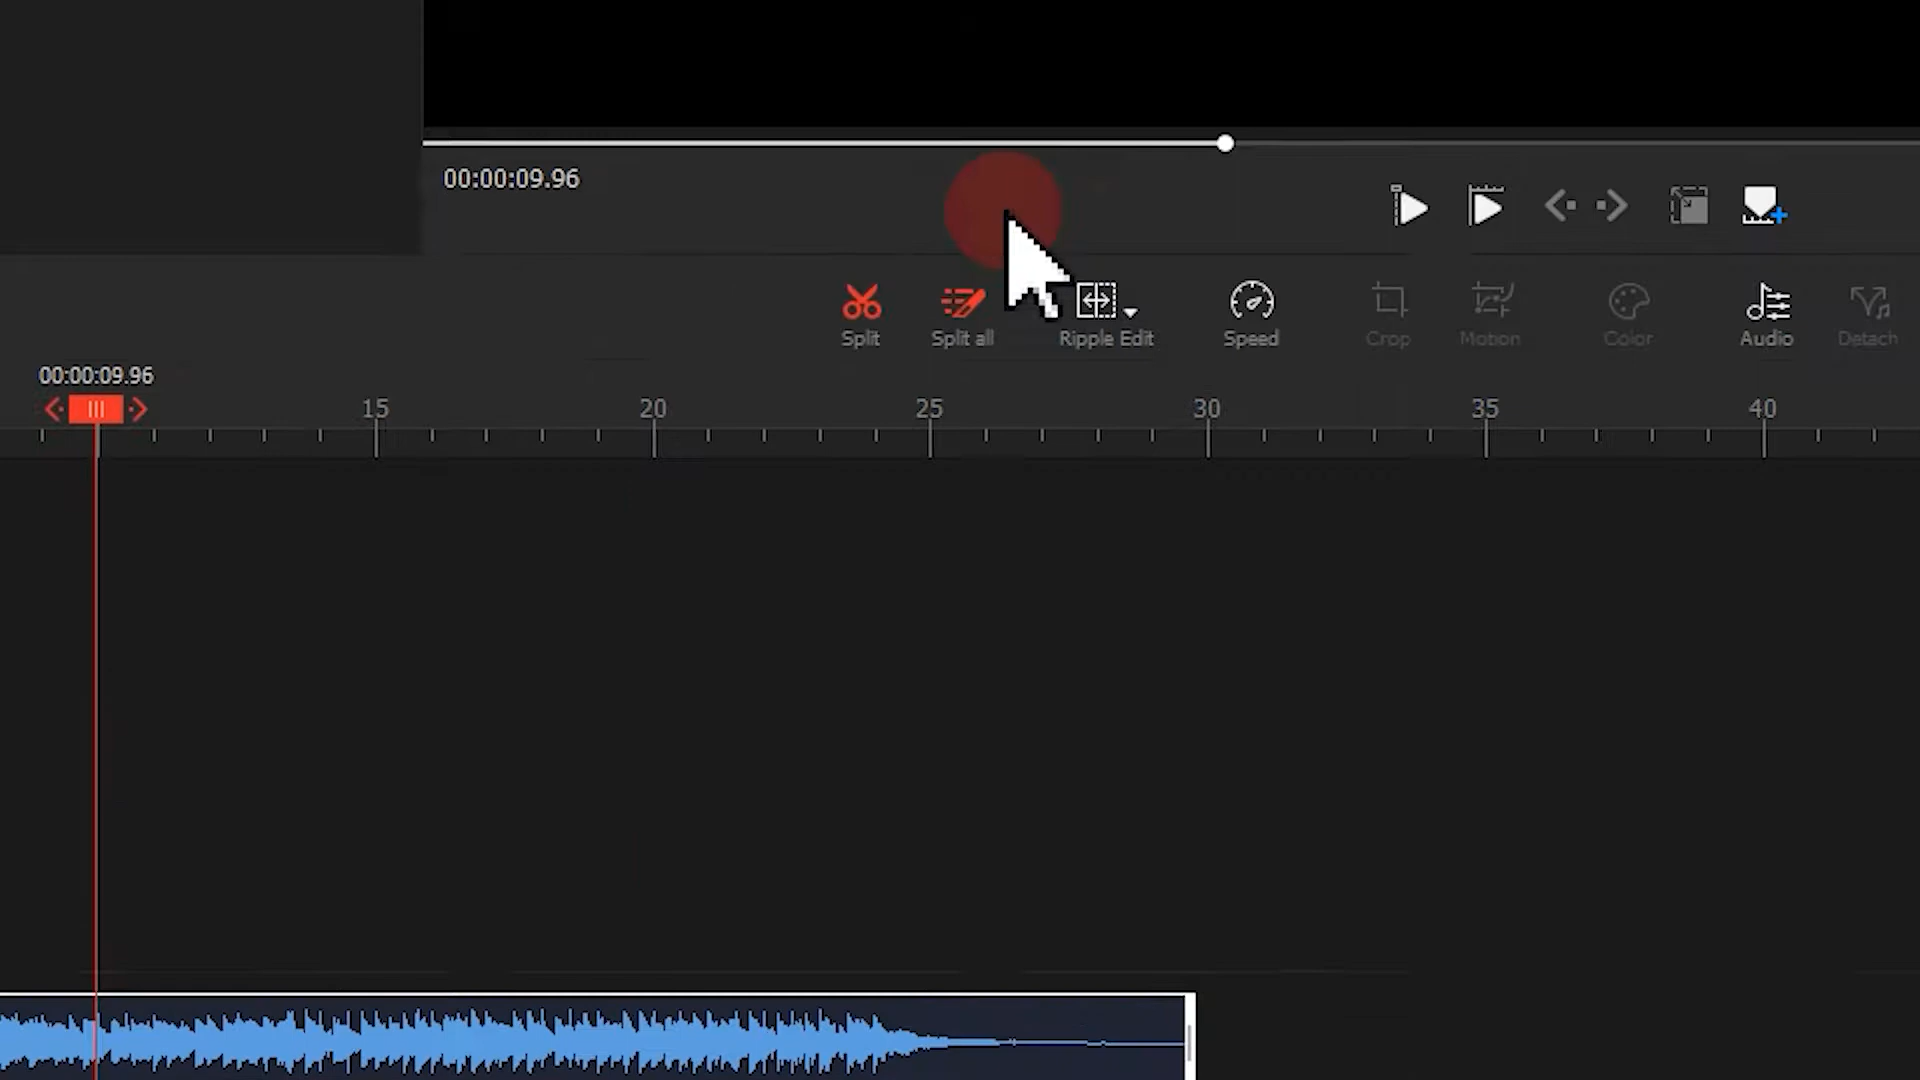 00:00:09.96
Split
Split all
Ripple Edit
Speed
Crop
Motion
Color
Audio
Detach
00:00:09.96
15
20
25
30
35
40